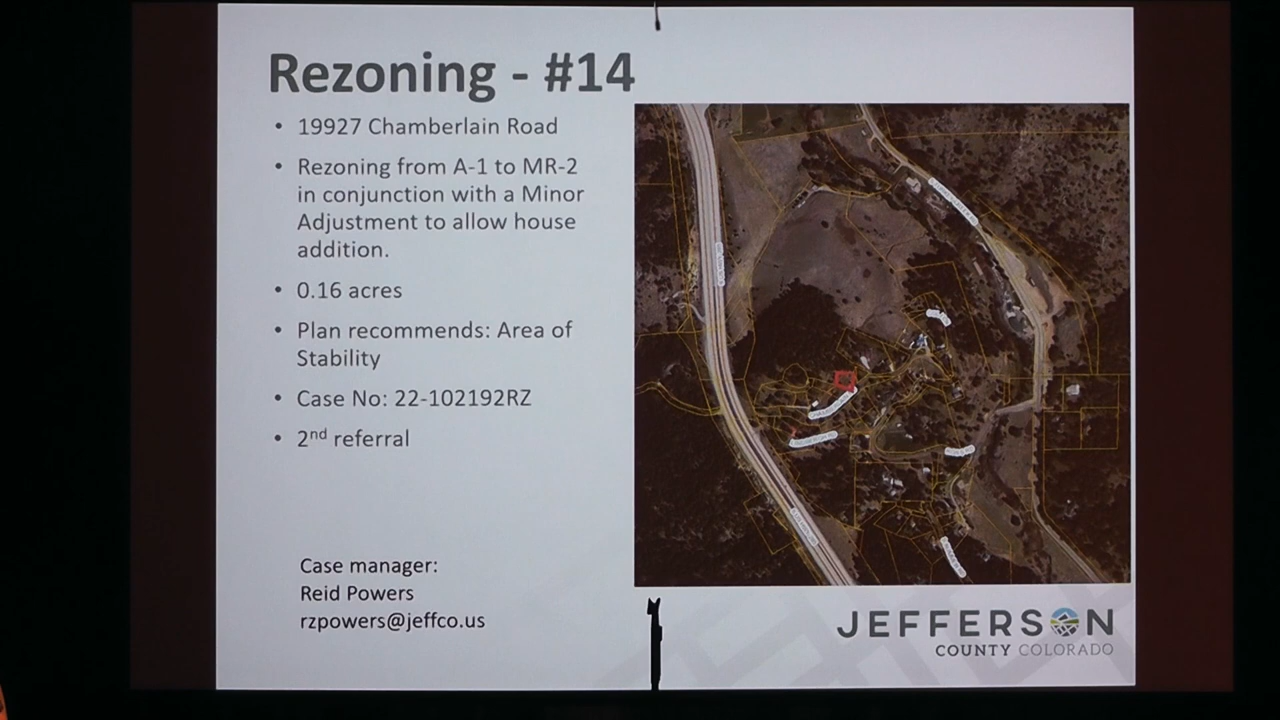 Rezoning - #14
• 19927 Chamberlain Road
• Rezoning from A-1 to MR-2
in conjunction with a Minor
Adjustment to allow house
addition.
• 0.16 acres
• Plan recommends: Area of
Stability
• Case No: 22-102192RZ
• 2nd referral
Case manager:
Reid Powers
rzpowers@jeffco.us
JEFFERSON
COUNTY COLORADO